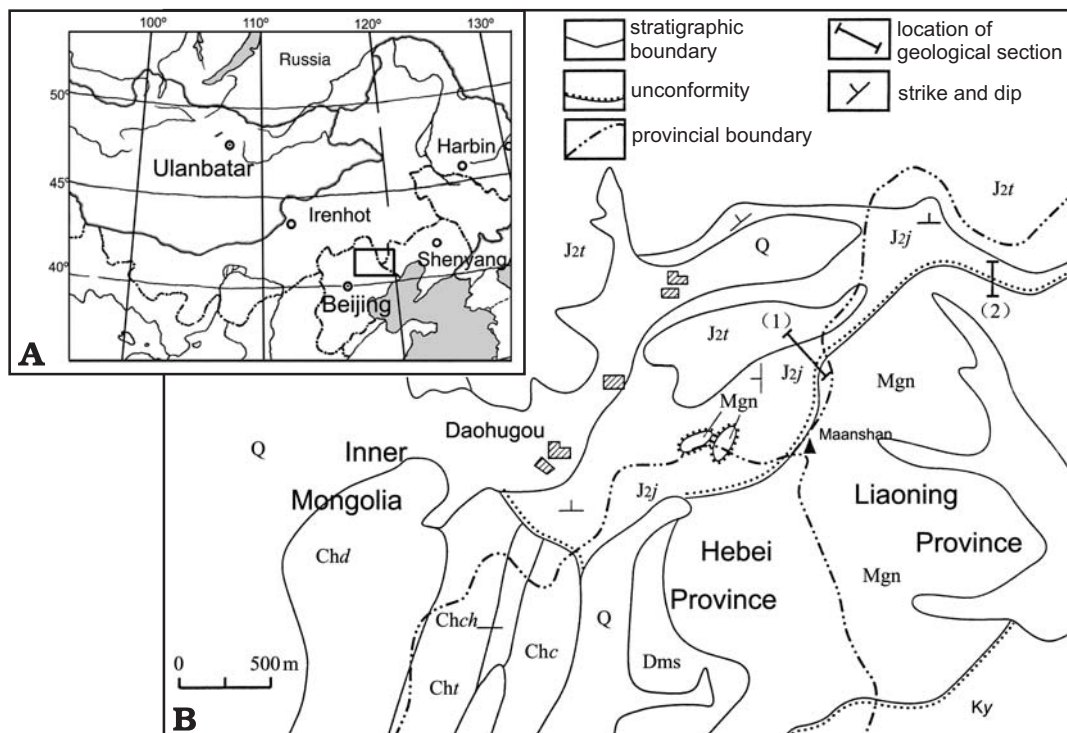 A
100°
110°
120°
130°
50°
45°
40°
Russia
Ulanbatar
Harbin
Irenhot
Shenyang
Beijing
stratigraphic
boundary
unconformity
provincial boundary
location of
geological section
strike and dip
B
J2t
J2t
J2j
Q
(2)
(1)
J2t
J2j
Mgn
Mgn
Maanshan
Daohugou
Q
Inner
Mongolia
J2j
Liaoning
Province
Hebei
Province
Chd
Mgn
Chch
Q
Chc
Dms
Cht
Ky
0
500 m